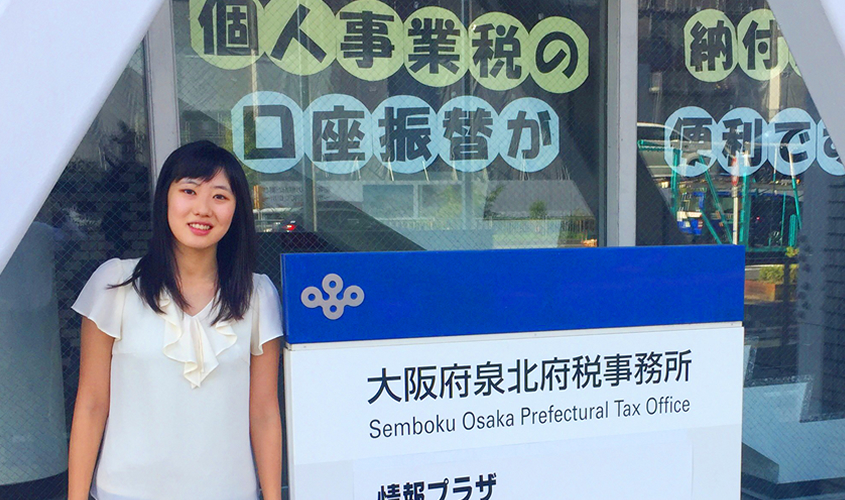 個人事業税の
口座振替が
納付
便利です
大阪府泉北府税事務所
Semboku Osaka Prefectural Tax Office
情報プラザ